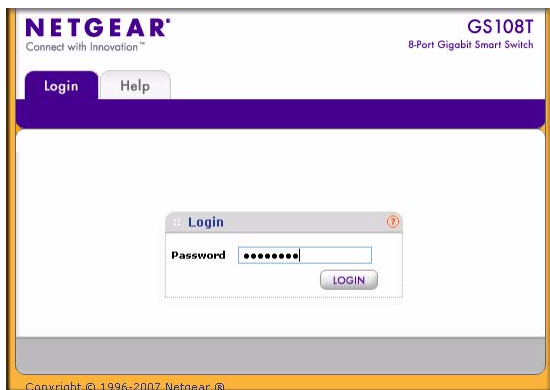 NETGEAR®
Connect with Innovation™
GS108T
8-Port Gigabit Smart Switch
Login
Help
Login
?
Password ••••••••
LOGIN
Copyright © 1996-2007 Netgear ®